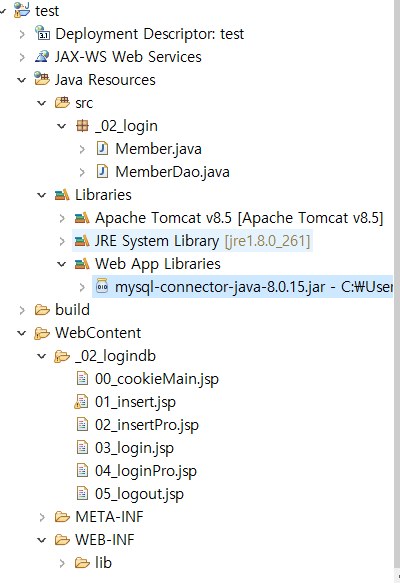 test
Deployment Descriptor: test
JAX-WS Web Services
Java Resources
src
_02_login
Member.java
MemberDao.java
Libraries
Apache Tomcat v8.5 [Apache Tomcat v8.5]
JRE System Library [jre1.8.0_261]
Web App Libraries
mysql-connector-java-8.0.15.jar - C:₩User
build
WebContent
_02_logindb
00_cookieMain.jsp
01_insert.jsp
02_insertPro.jsp
03_login.jsp
04_loginPro.jsp
05_logout.jsp
META-INF
WEB-INF
lib